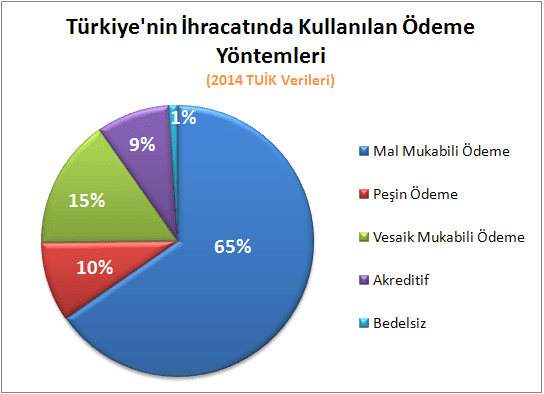 Türkiye'nin İhracatında Kullanılan Ödeme
Yöntemleri
(2014 TUİK Verileri)
1%
9%
15%
10%
65%
Mal Mukabili Ödeme
Peşin Ödeme
Vesaik Mukabili Ödeme
Akreditif
Bedelsiz